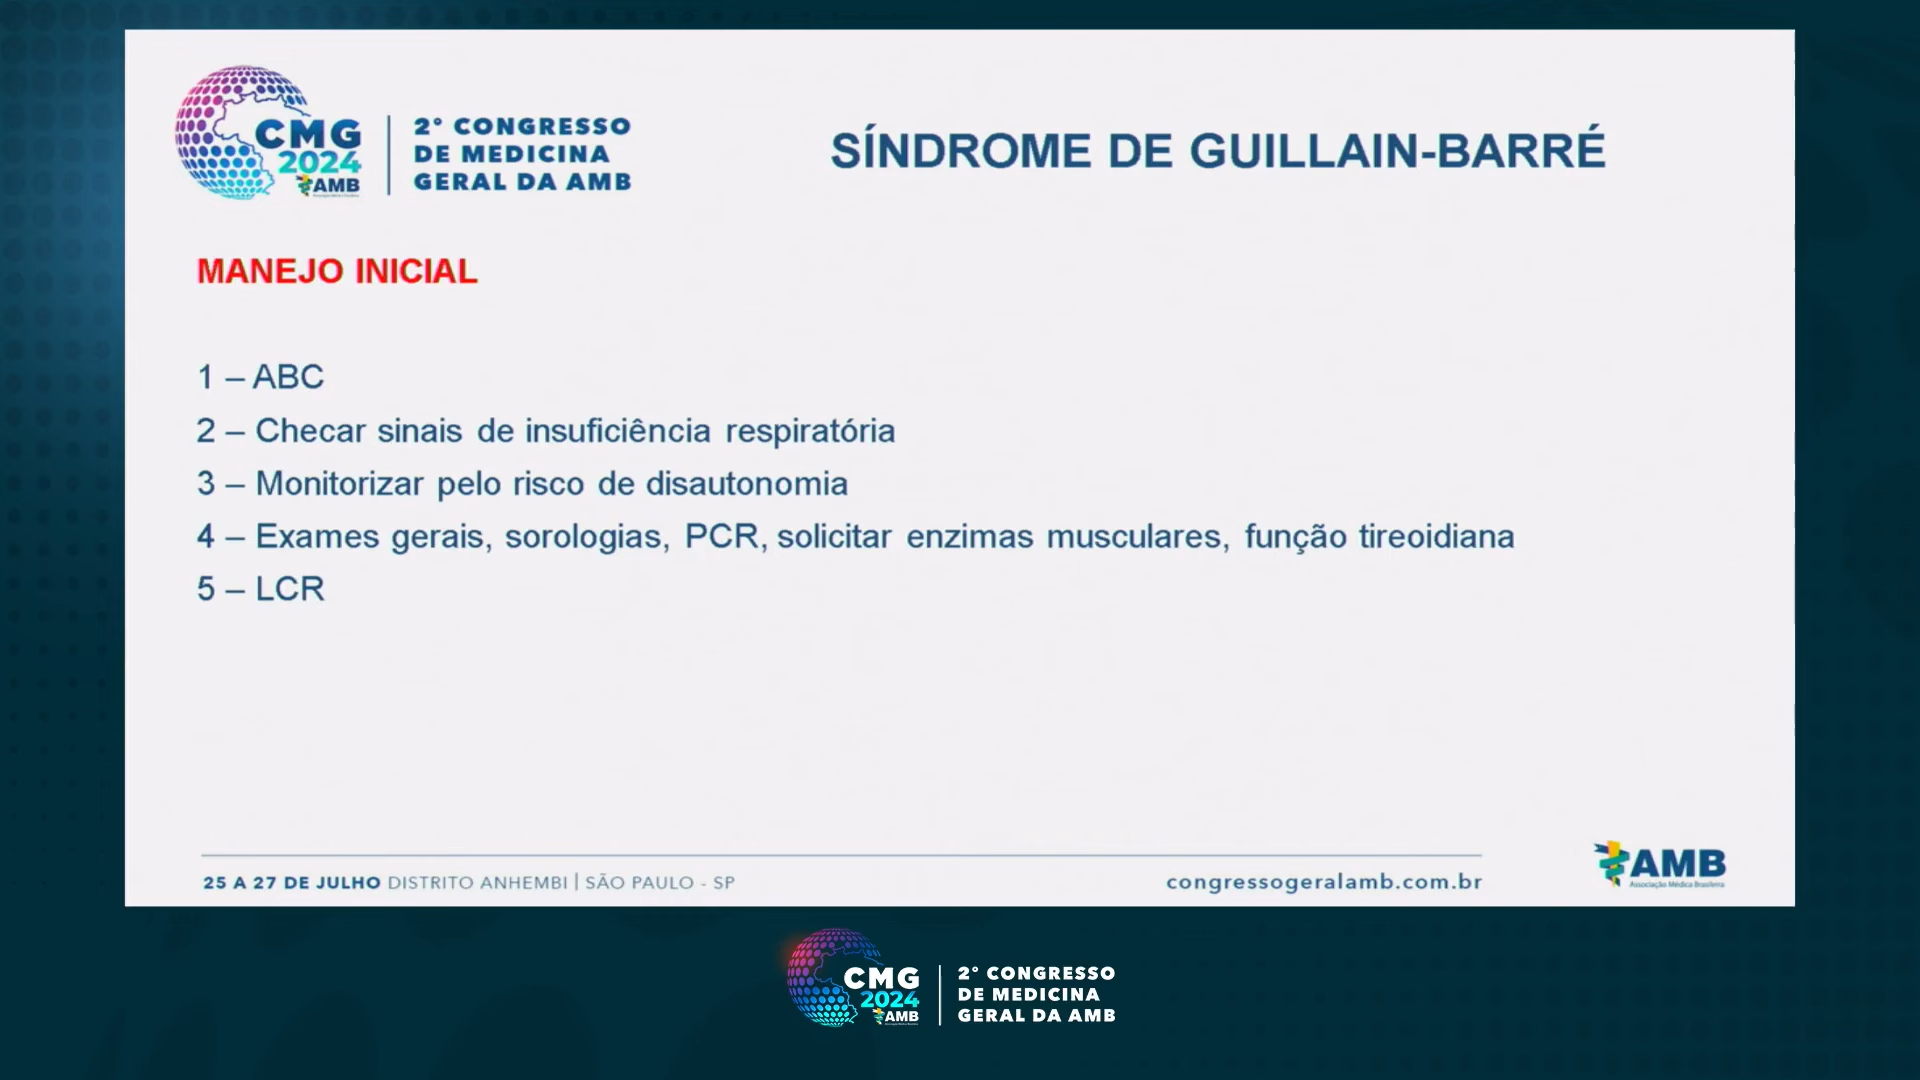 CMG
2024
AMB
2° CONGRESSO
DE MEDICINA
GERAL DA AMB
SÍNDROME DE GUILLAIN-BARRÉ
MANEJO INICIAL
1 – ABC
2 – Checar sinais de insuficiência respiratória
3 – Monitorizar pelo risco de disautonomia
4 – Exames gerais, sorologias, PCR, solicitar enzimas musculares, função tireoidiana
5 – LCR
25 A 27 DE JULHO DISTRITO ANHEMBI | SÃO PAULO - SP
congressogeralamb.com.br
AMB
Associação Médica Brasileira
CMG
2024
AMB
2° CONGRESSO
DE MEDICINA
GERAL DA AMB